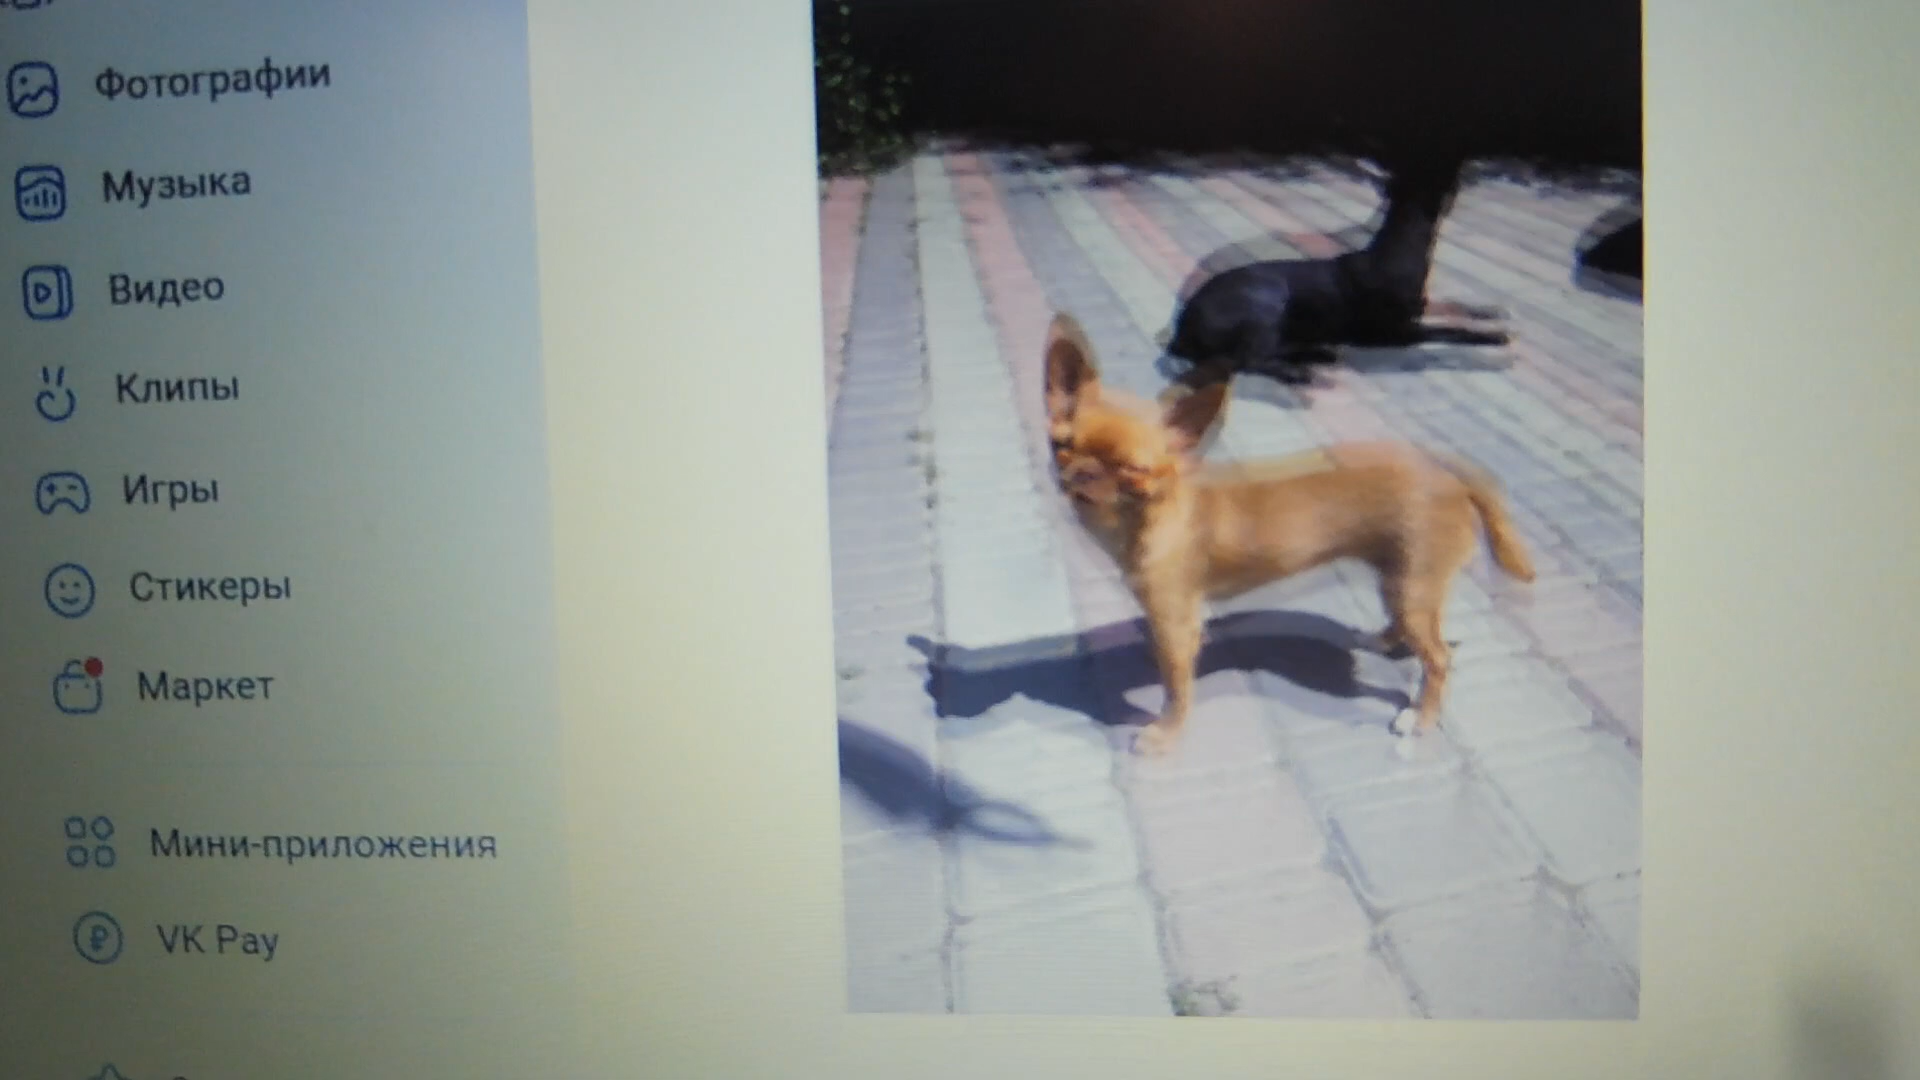 Фотографии
Музыка
Видео
Клипы
Игры
Стикеры
Маркет
Мини-приложения
VK Pay